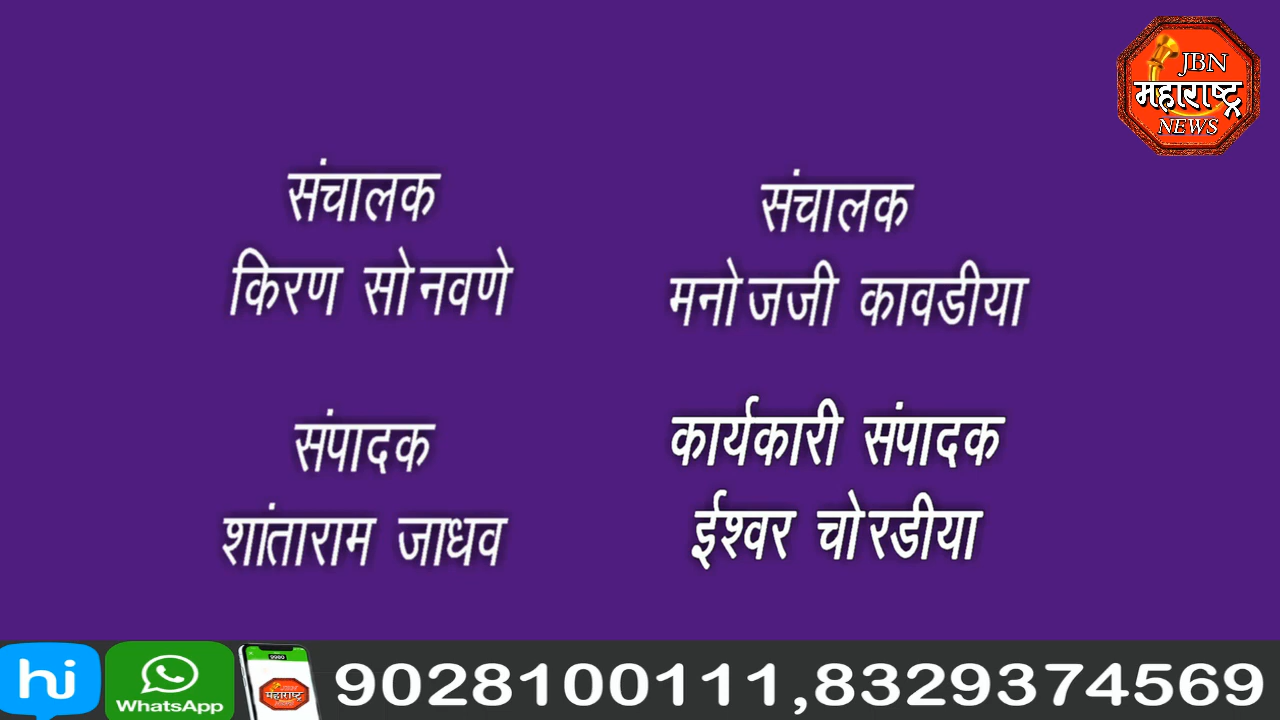 JBN
महाराष्ट्र
NEWS
संचालक
किरण सोनवणे
संचालक
मनोजजी कावडीया
संपादक
शांताराम जाधव
कार्यकारी संपादक
ईश्वर चोरडीया
hi
WhatsApp
महाराष्ट्र
9028100111,8329374569